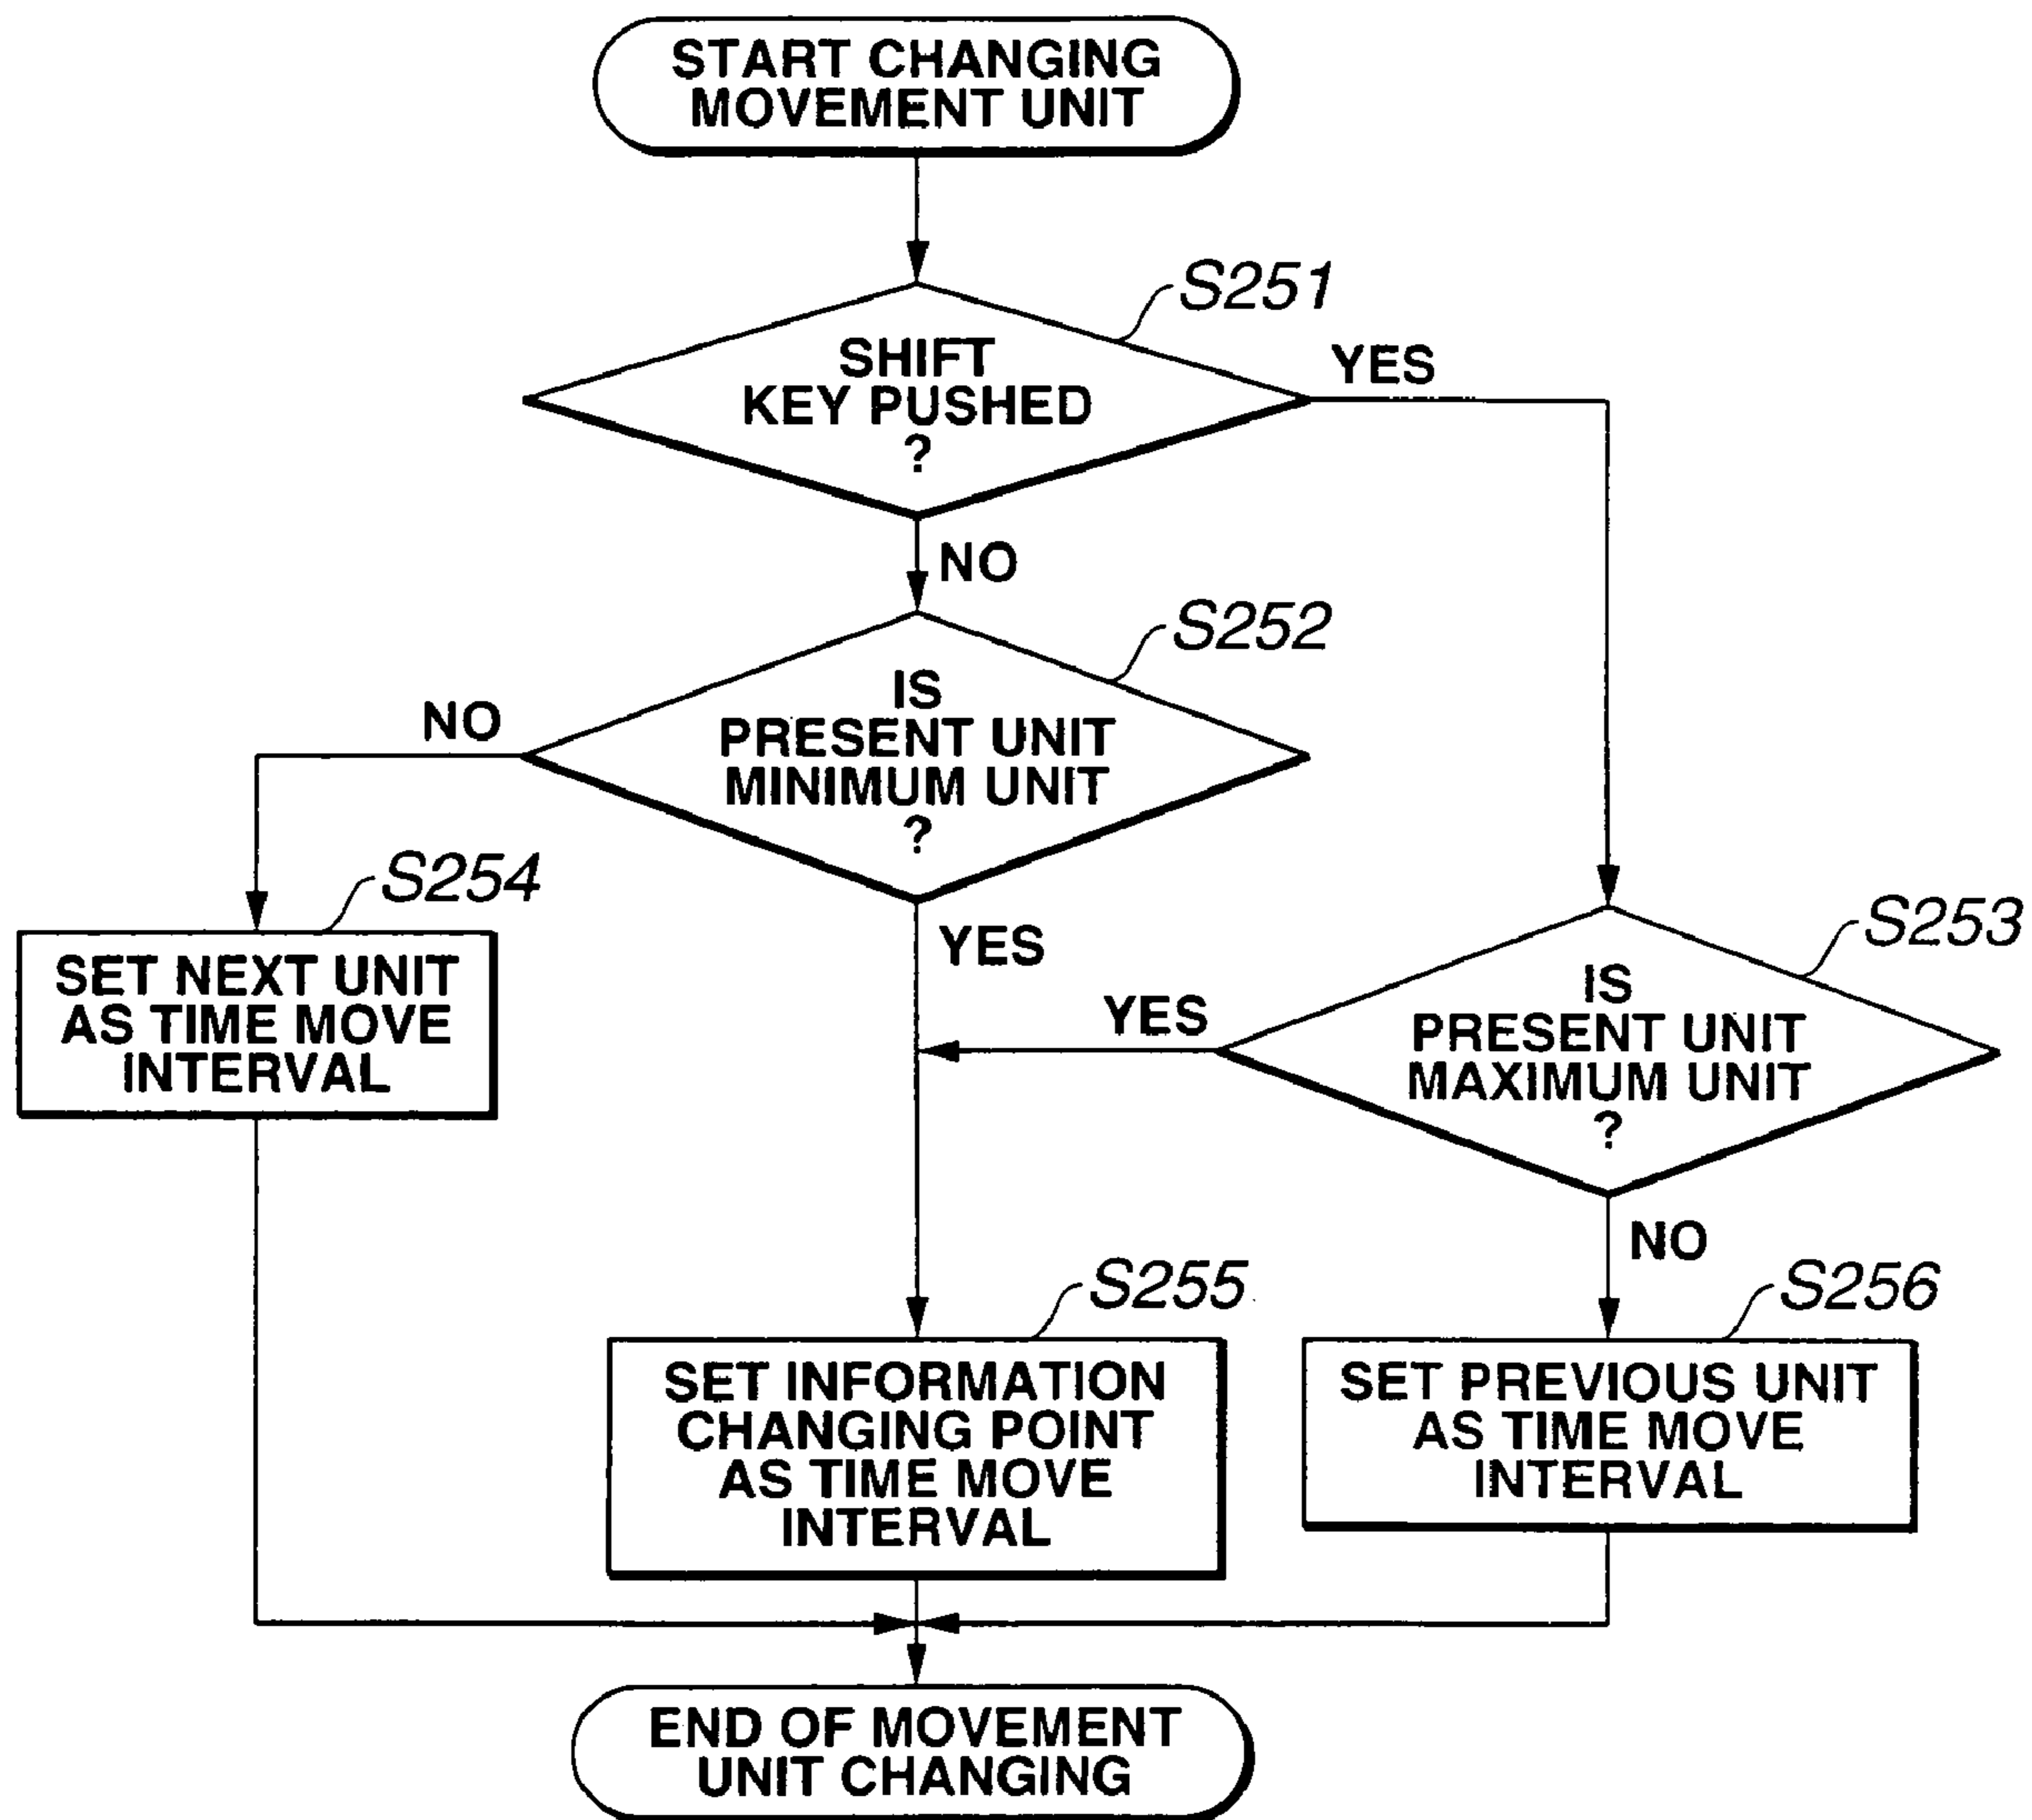 START CHANGING
MOVEMENT UNIT
S251
SHIFT
KEY PUSHED
?
YES
NO
S252
IS
PRESENT UNIT
MINIMUM UNIT
?
NO
YES
S254
SET NEXT UNIT
AS TIME MOVE
INTERVAL
S253
IS
PRESENT UNIT
MAXIMUM UNIT
?
YES
NO
S255
SET INFORMATION
CHANGING POINT
AS TIME MOVE
INTERVAL
S256
SET PREVIOUS UNIT
AS TIME MOVE
INTERVAL
END OF MOVEMENT
UNIT CHANGING